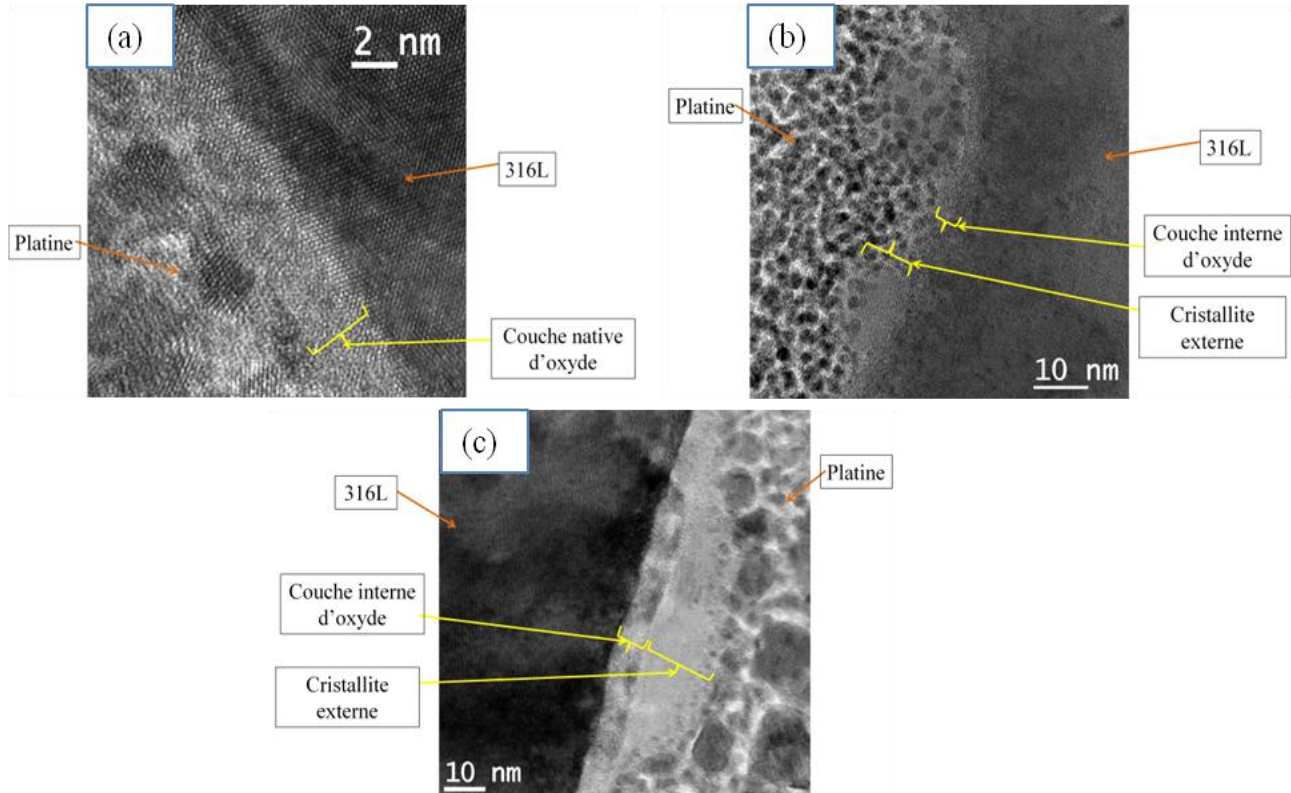 (a)
2 nm
316L
Platine
Couche native
d'oxyde
(b)
Platine
316L
Couche interne
d'oxyde
Cristallite
externe
10 nm
(c)
Platine
316L
Couche interne
d'oxyde
Cristallite
externe
10 nm